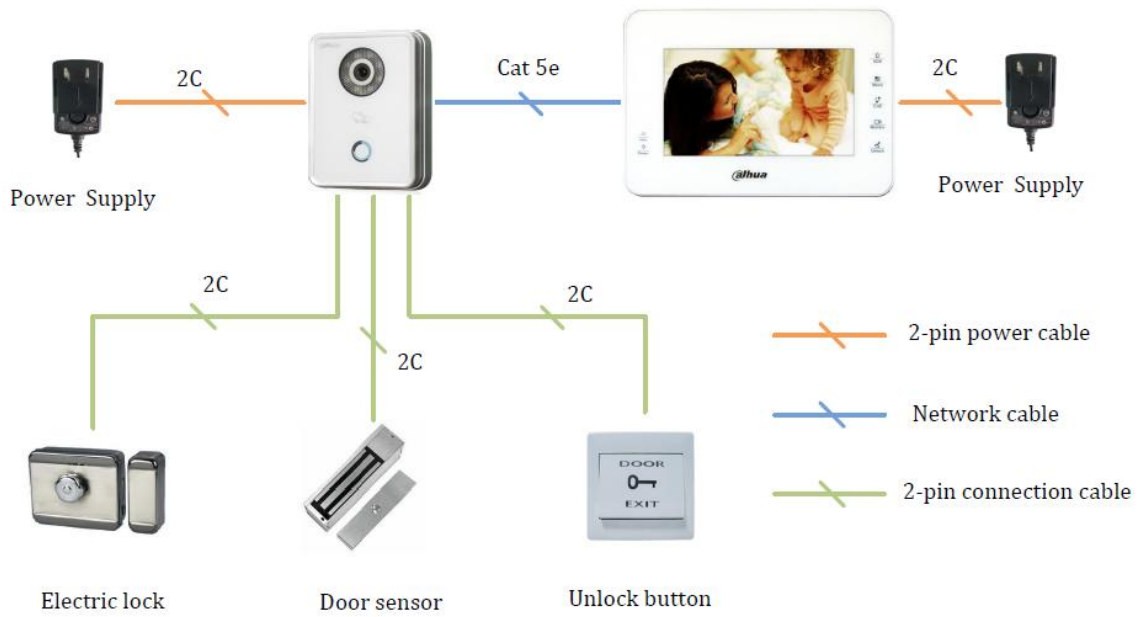 2C
Cat 5e
2C
alhua
Power Supply
Power Supply
2C
2C
2C
2-pin power cable
Network cable
2-pin connection cable
DOOR
EXIT
Electric lock
Door sensor
Unlock button